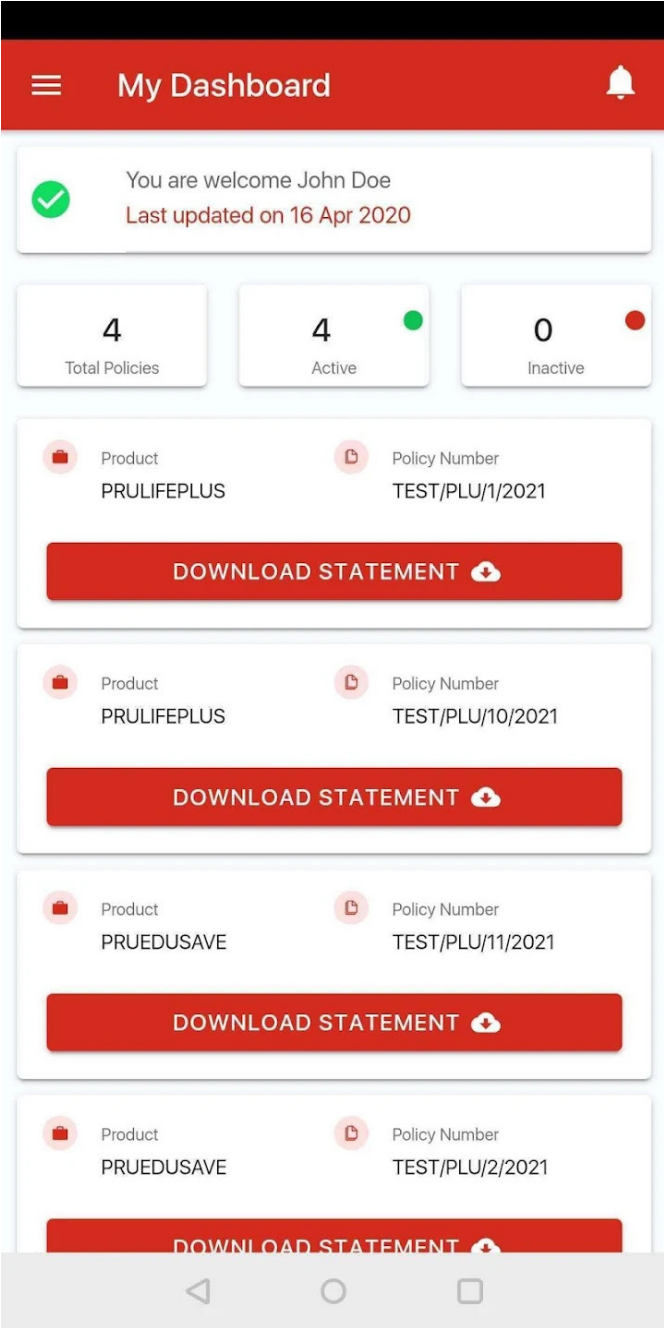 My Dashboard
You are welcome John Doe
Last updated on 16 Apr 2020
4
Total Policies
4
Active
0
Inactive
Product
PRULIFEPLUS
Policy Number
TEST/PLU/1/2021
DOWNLOAD STATEMENT
Product
PRULIFEPLUS
Policy Number
TEST/PLU/10/2021
DOWNLOAD STATEMENT
Product
PRUEDUSAVE
Policy Number
TEST/PLU/11/2021
DOWNLOAD STATEMENT
Product
PRUEDUSAVE
Policy Number
TEST/PLU/2/2021
DOWNLOAD STATEMENT